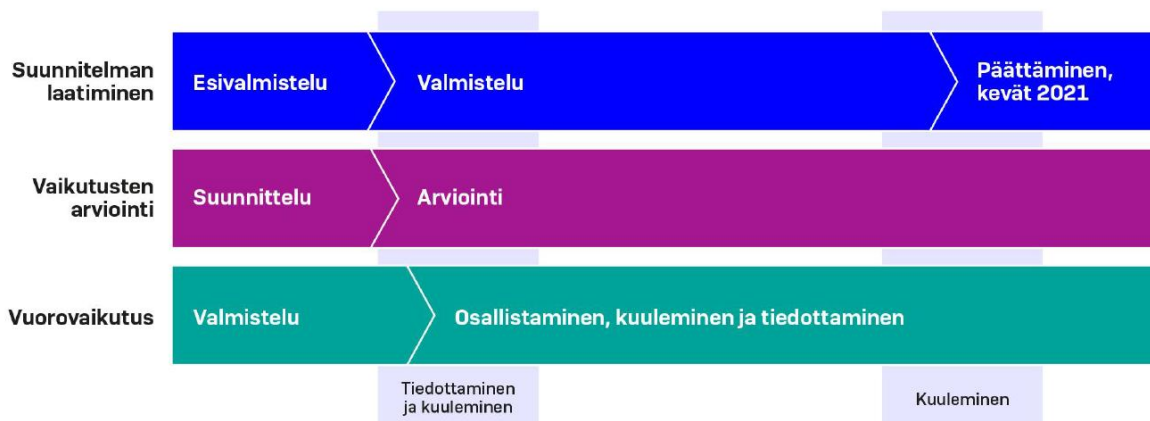 Suunnitelman
laatiminen
Esivalmistelu
Valmistelu
Päättäminen,
kevät 2021
Vaikutusten
arviointi
Suunnittelu
Arviointi
Vuorovaikutus
Valmistelu
Osallistaminen, kuuleminen ja tiedottaminen
Tiedottaminen
ja kuuleminen
Kuuleminen